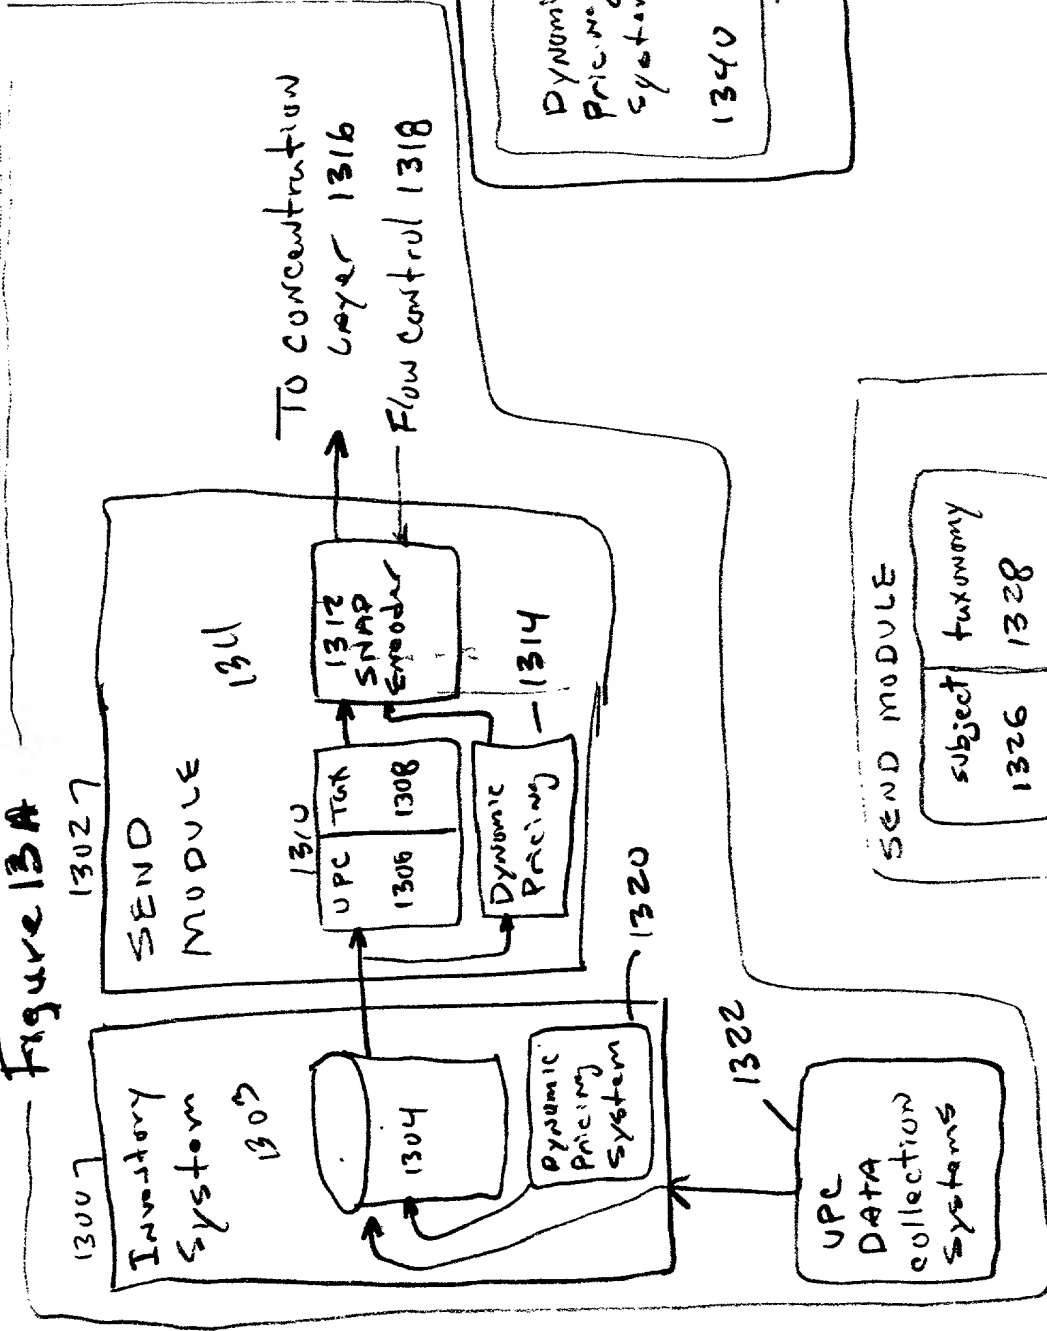 Figure 13A
1300
Inventory
System
1303
1304
Dynamic
Pricing
System
1320
1322
UPC
DATA
collection
Systems
1302
SEND
MODULE
1311
1310
UPC
1306
Tax
1308
Dynamic
Pricing
1314
1312
SNAP
Encoder
To concentration
Layer 1316
Flow control 1318
SEND MODULE
subject
1326
taxonomy
1328
Pricing
1340